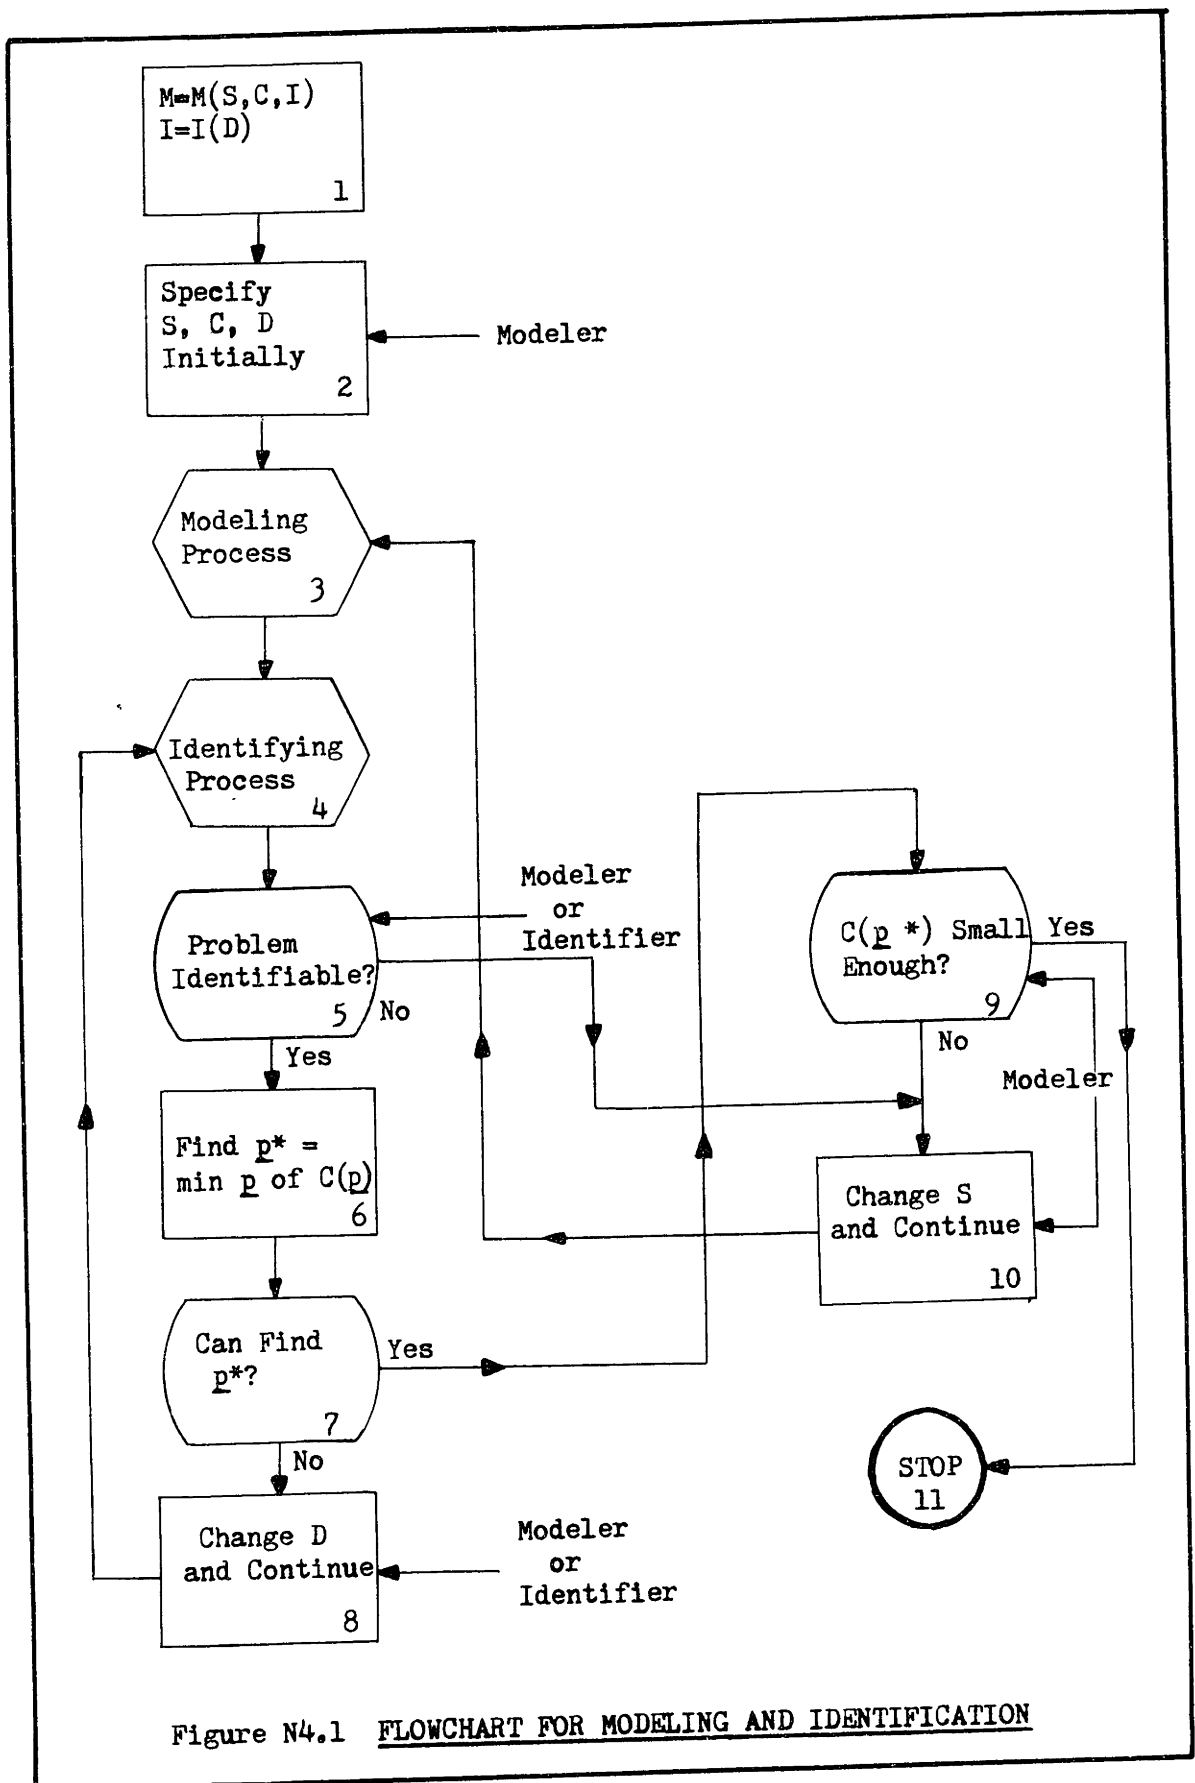 M=M(S,C,I)
I=I(D)
1
Specify
S, C, D
Initially
2
Modeler
Modeling
Process
3
Identifying
Process
4
Modeler
or
Identifier
Problem
Identifiable?
5
No
Yes
Find p* =
min p of C(p)
6
Can Find
p*?
7
Yes
No
Change D
and Continue
8
Modeler
or
Identifier
C(p *) Small
Enough?
9
Yes
No
Modeler
Change S
and Continue
10
STOP
11
Figure N4.1 FLOWCHART FOR MODELING AND IDENTIFICATION